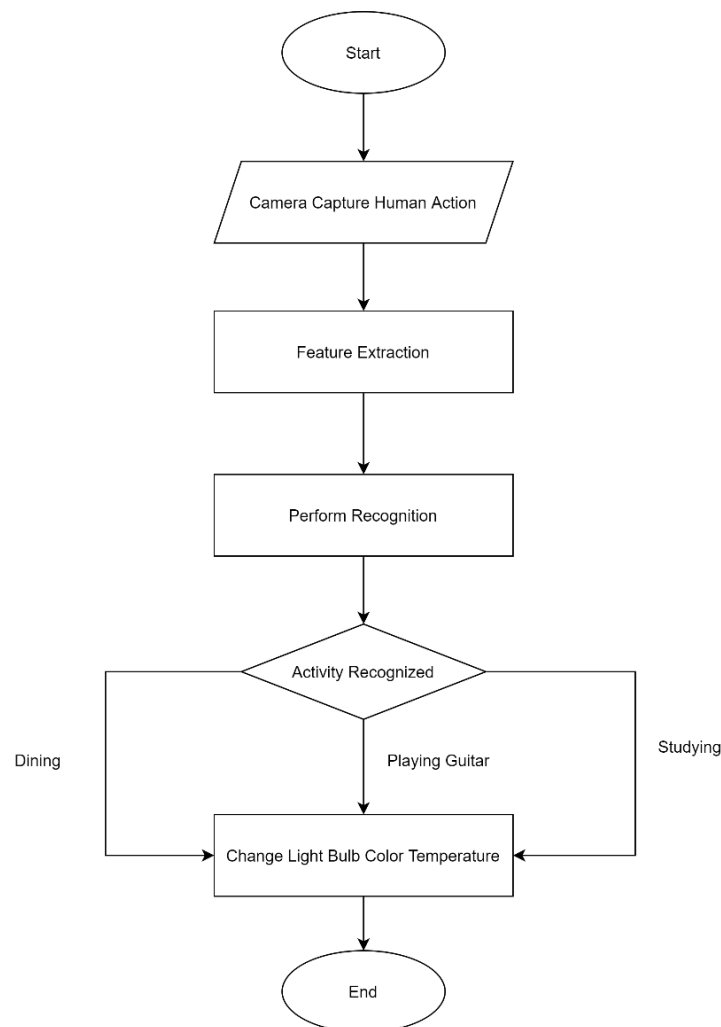 Start
Camera Capture Human Action
Feature Extraction
Perform Recognition
Activity Recognized
Dining
Playing Guitar
Studying
Change Light Bulb Color Temperature
End